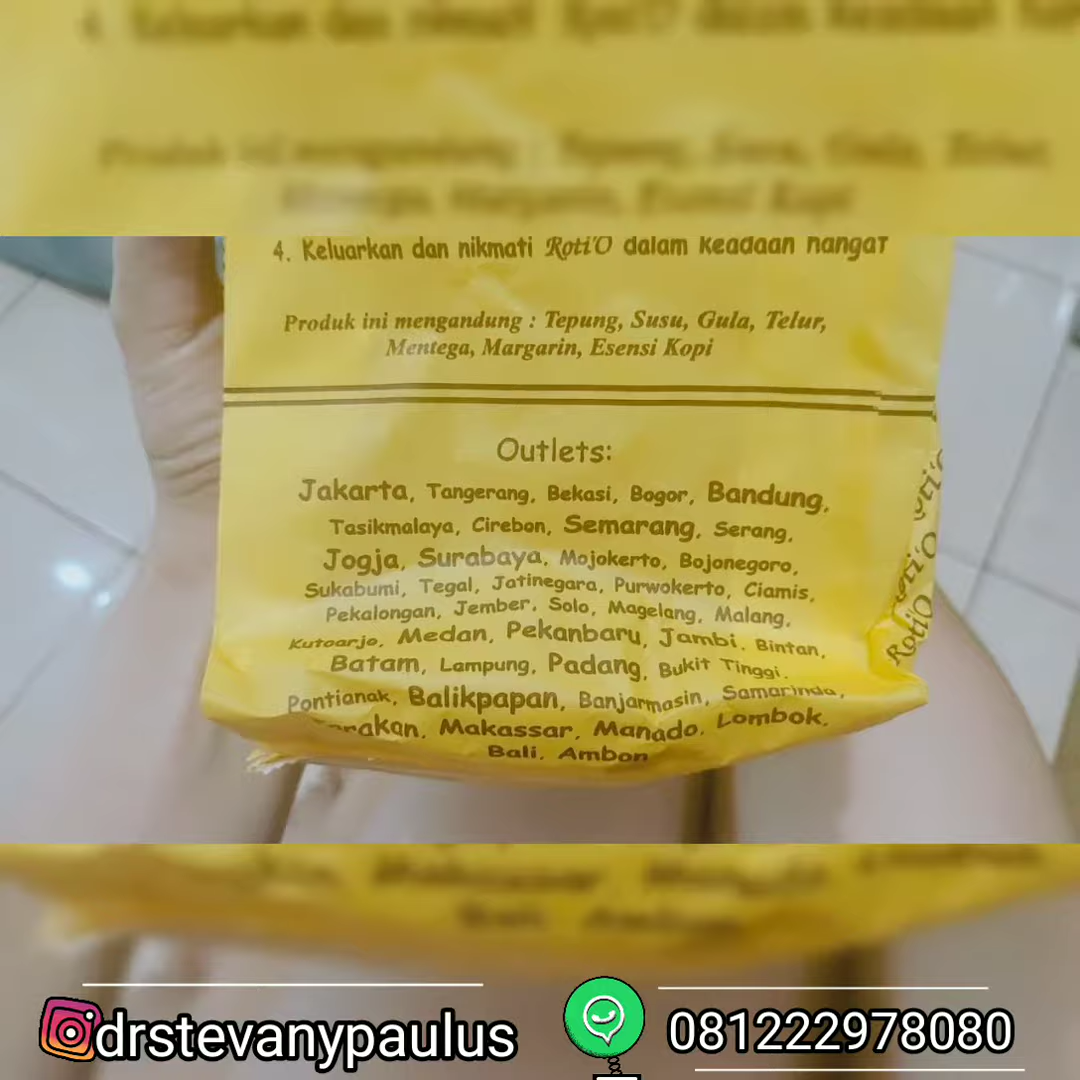 4. Keluarkan dan nikmati Roti'O dalam keadaan hangat
Produk ini mengandung : Tepung, Susu, Gula, Telur,
Mentega, Margarin, Esensi Kopi
Outlets:
Jakarta, Tangerang, Bekasi, Bogor, Bandung,
Tasikmalaya, Cirebon, Semarang, Serang,
Jogja, Surabaya, Mojokerto, Bojonegoro,
Sukabumi, Tegal, Jatinegara, Purwokerto, Ciamis,
Pekalongan, Jember, Solo, Magelang, Malang,
Kutoarjo, Medan, Pekanbaru, Jambi, Bintan,
Batam, Lampung, Padang, Bukit Tinggi,
Pontianak, Balikpapan, Banjarmasin, Samarinda,
Makassar, Manado, Lombok,
Bali, Ambon
Roti'O
drstevanypaulus
081222978080